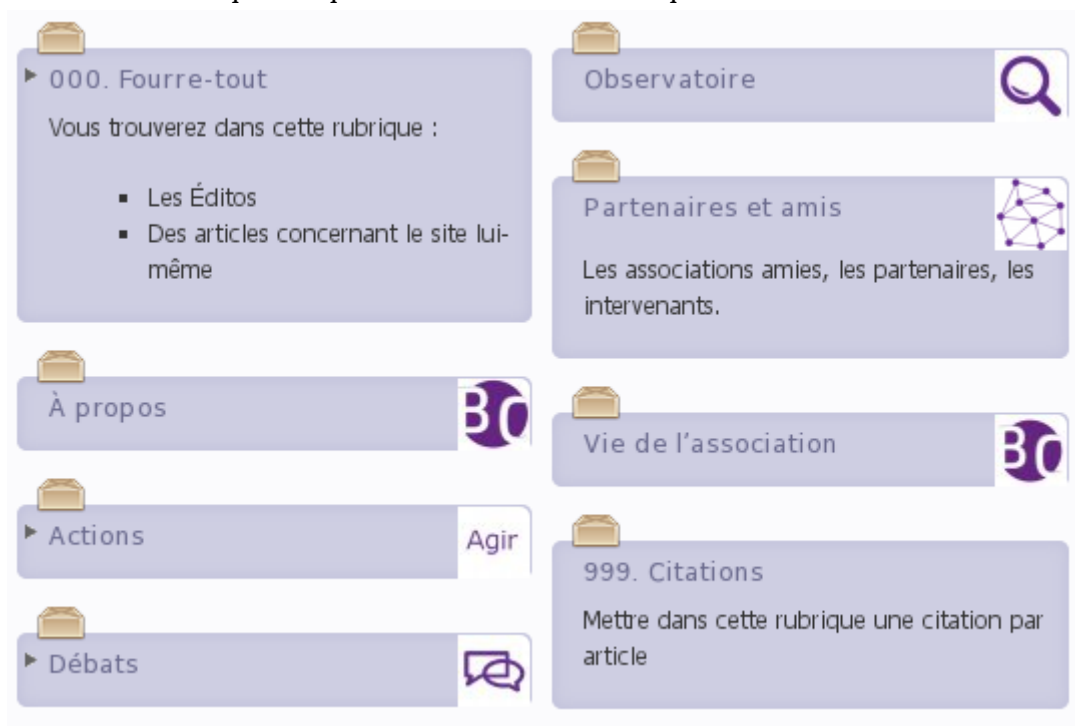 000. Fourre-tout
Vous trouverez dans cette rubrique :
▪ Les Éditos
▪ Des articles concernant le site lui-
même
À propos
BO
Actions
Agir
Débats
Observatoire
Partenaires et amis
Les associations amies, les partenaires, les
intervenants.
Vie de l’association
BO
999. Citations
Mettre dans cette rubrique une citation par
article